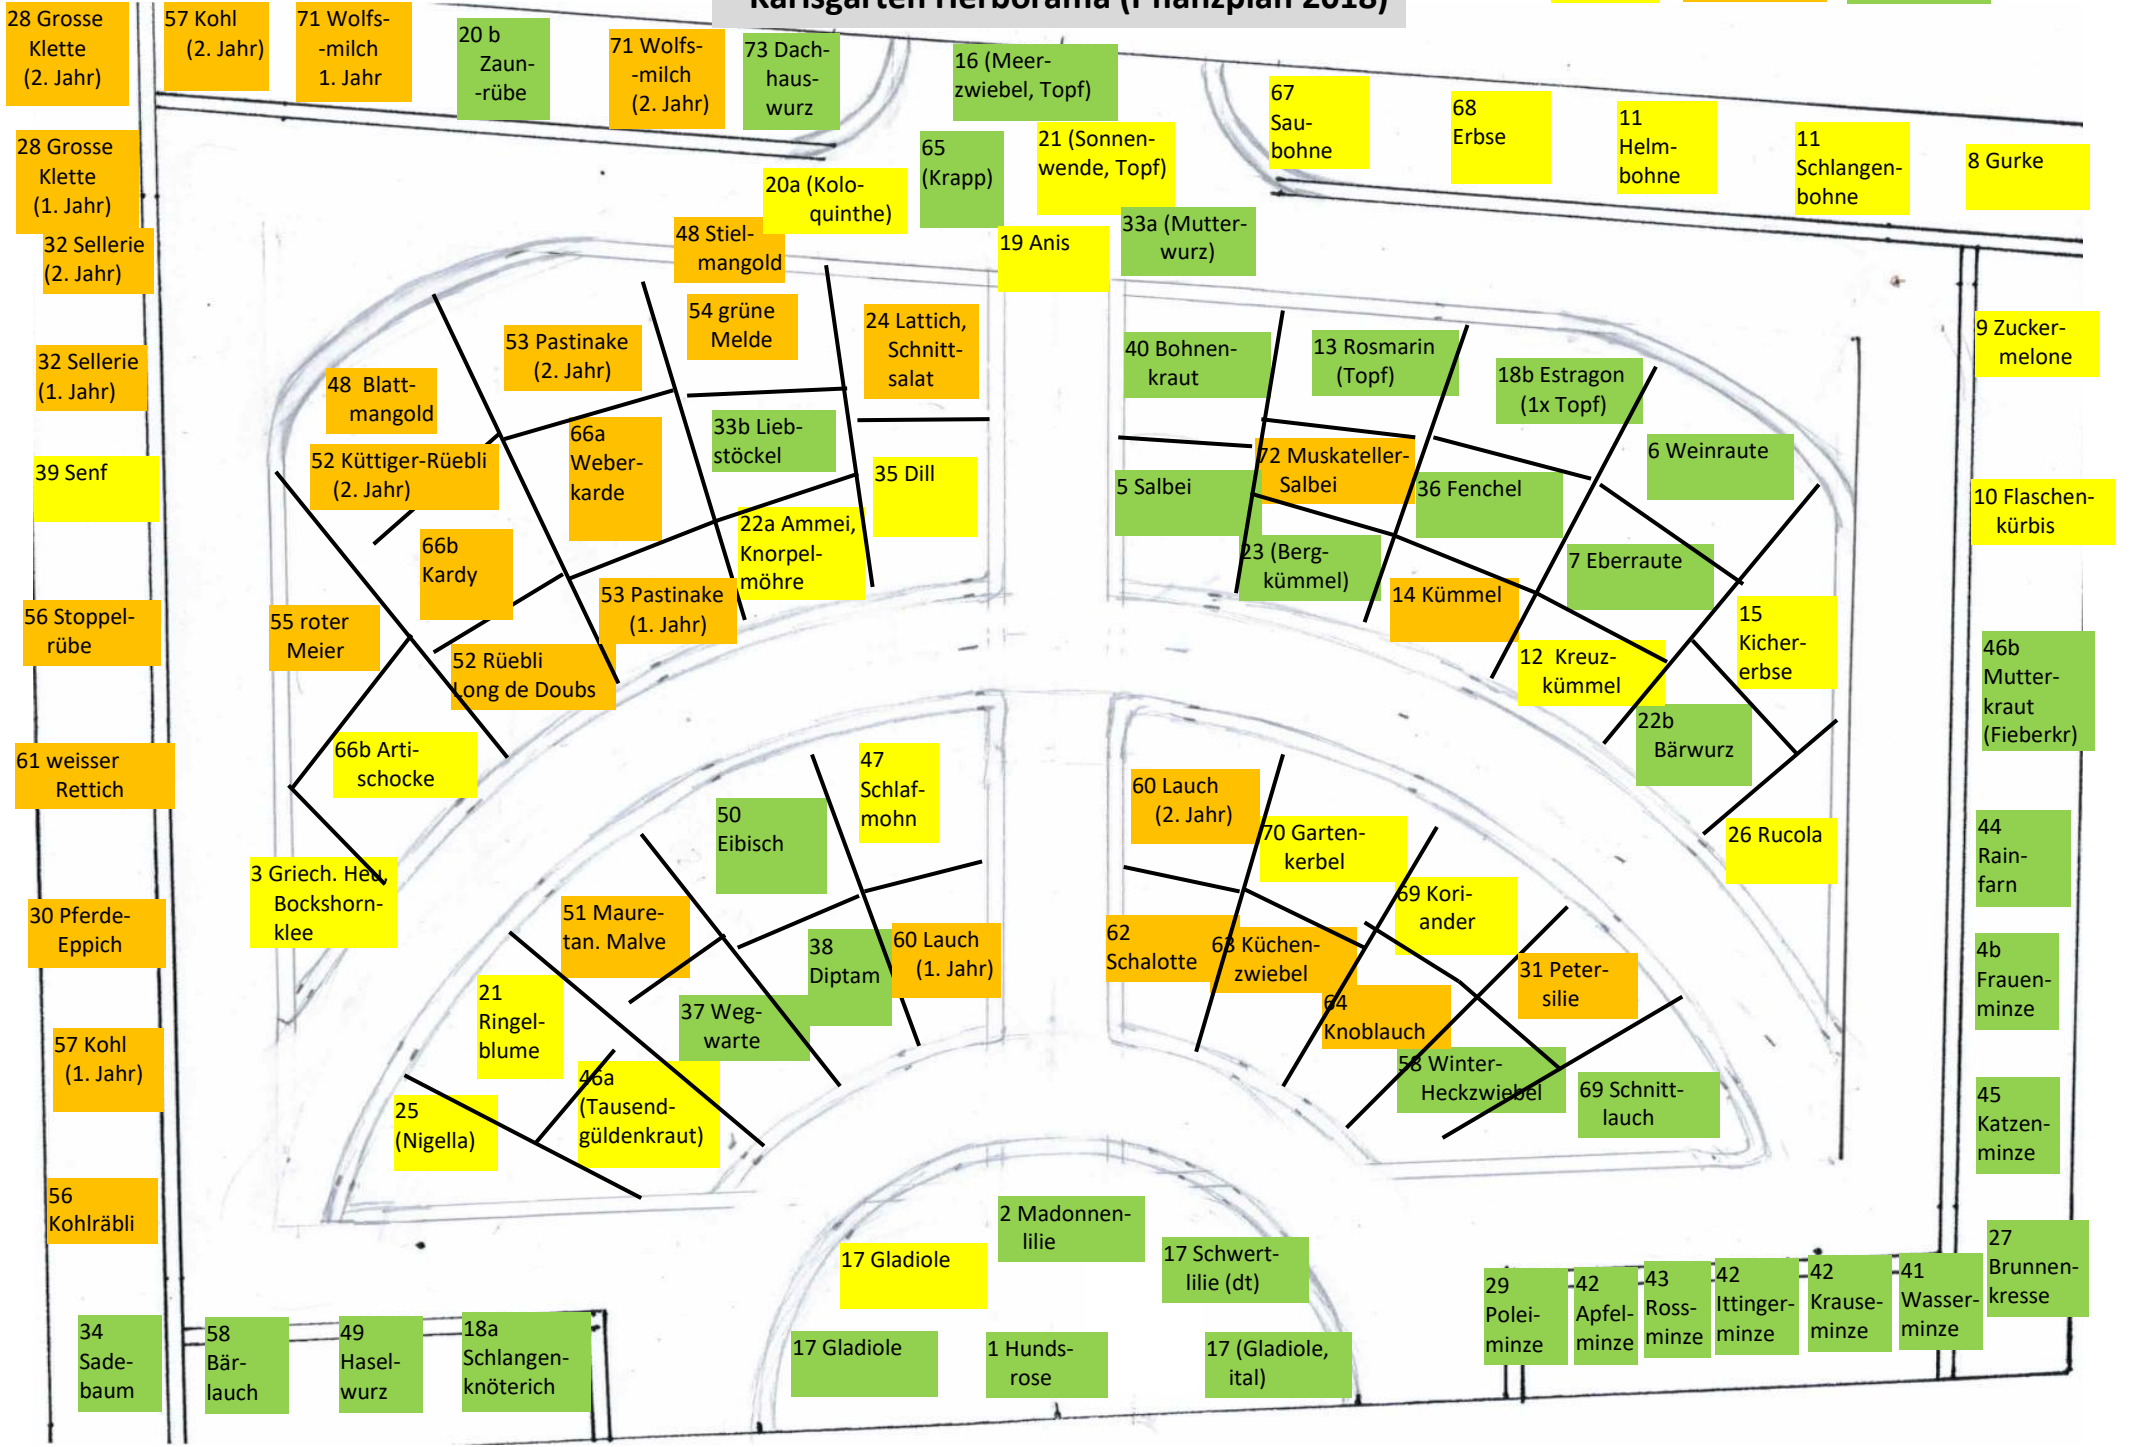 Karlsgarten Herborama (Pflanzplan 2018)
28 Grosse
Klette
(2. Jahr)
57 Kohl
(2. Jahr)
71 Wolfs-
-milch
1. Jahr
20 b
Zaun-
-rübe
71 Wolfs-
-milch
(2. Jahr)
73 Dach-
haus-
wurz
16 (Meer-
zwiebel, Topf)
67
Sau-
bohne
68
Erbse
11
Helm-
bohne
11
Schlangen-
bohne
8 Gurke
28 Grosse
Klette
(1. Jahr)
65
(Krapp)
21 (Sonnen-
wende, Topf)
20a (Kolo-
quinthe)
33a (Mutter-
wurz)
19 Anis
32 Sellerie
(2. Jahr)
48 Stiel-
mangold
54 grüne
Melde
24 Lattich,
Schnitt-
salat
53 Pastinake
(2. Jahr)
40 Bohnen-
kraut
13 Rosmarin
(Topf)
18b Estragon
(1x Topf)
9 Zucker-
melone
32 Sellerie
(1. Jahr)
48 Blatt-
mangold
66a
Weber-
karde
33b Lieb-
stöckel
52 Küttiger-Rüebli
(2. Jahr)
35 Dill
72 Muskateller-
Salbei
6 Weinraute
39 Senf
5 Salbei
36 Fenchel
10 Flaschen-
kürbis
22a Ammei,
Knorpel-
möhre
66b
Kardy
23 (Berg-
kümmel)
7 Eberraute
53 Pastinake
(1. Jahr)
14 Kümmel
15
Kicher-
erbse
56 Stoppel-
rübe
55 roter
Meier
52 Rüebli
Long de Doubs
12 Kreuz-
kümmel
46b
Mutter-
kraut
(Fieberkr)
22b
Bärwurz
61 weisser
Rettich
66b Arti-
schocke
47
Schlaf-
mohn
60 Lauch
(2. Jahr)
50
Eibisch
70 Garten-
kerbel
26 Rucola
44
Rain-
farn
3 Griech. Heu,
Bockshorn-
klee
69 Kori-
ander
30 Pferde-
Eppich
51 Maure-
tan. Malve
38
Diptam
60 Lauch
(1. Jahr)
62
Schalotte
63 Küchen-
zwiebel
31 Peter-
silie
4b
Frauen-
minze
21
Ringel-
blume
37 Weg-
warte
64
Knoblauch
57 Kohl
(1. Jahr)
46a
(Tausend-
güldenkraut)
58 Winter-
Heckzwiebel
69 Schnitt-
lauch
45
Katzen-
minze
25
(Nigella)
56
Kohlräbli
2 Madonnen-
lilie
17 Gladiole
17 Schwert-
lilie (dt)
27
Brunnen-
kresse
29
Polei-
minze
42
Apfel-
minze
43
Ross-
minze
42
Ittinger-
minze
42
Krause-
minze
41
Wasser-
minze
34
Sade-
baum
58
Bär-
lauch
49
Hasel-
wurz
18a
Schlangen-
knöterich
17 Gladiole
1 Hunds-
rose
17 (Gladiole,
ital)